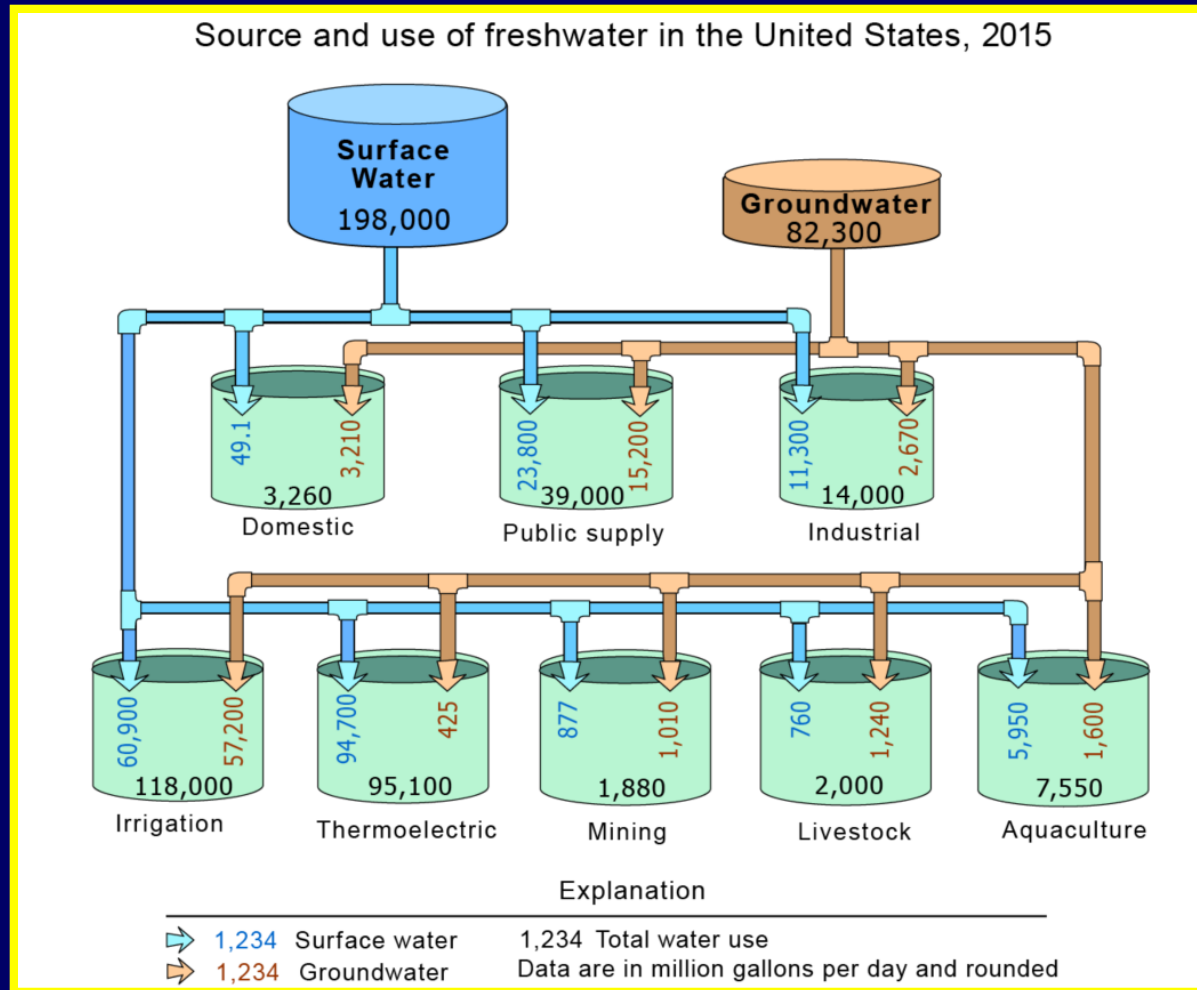 Source and use of freshwater in the United States, 2015
Surface
Water
198,000
Groundwater
82,300
49.1
3,210
3,260
Domestic
23,800
15,200
39,000
Public supply
11,300
2,670
14,000
Industrial
60,900
57,200
118,000
Irrigation
94,700
425
95,100
Thermoelectric
877
1,010
1,880
Mining
760
1,240
2,000
Livestock
5,950
1,600
7,550
Aquaculture
Explanation
1,234 Surface water 1,234 Total water use
1,234 Groundwater Data are in million gallons per day and rounded